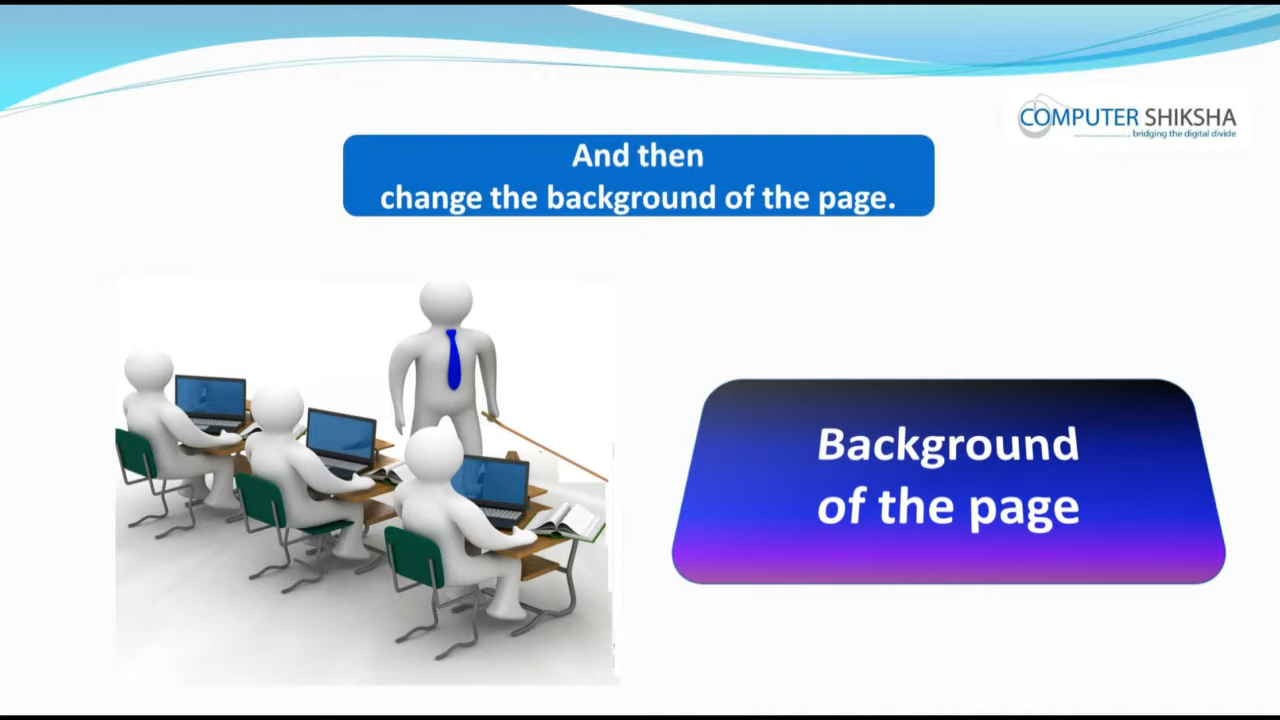 COMPUTER SHIKSHA
bridging the digital divide
And then
change the background of the page.
Background
of the page